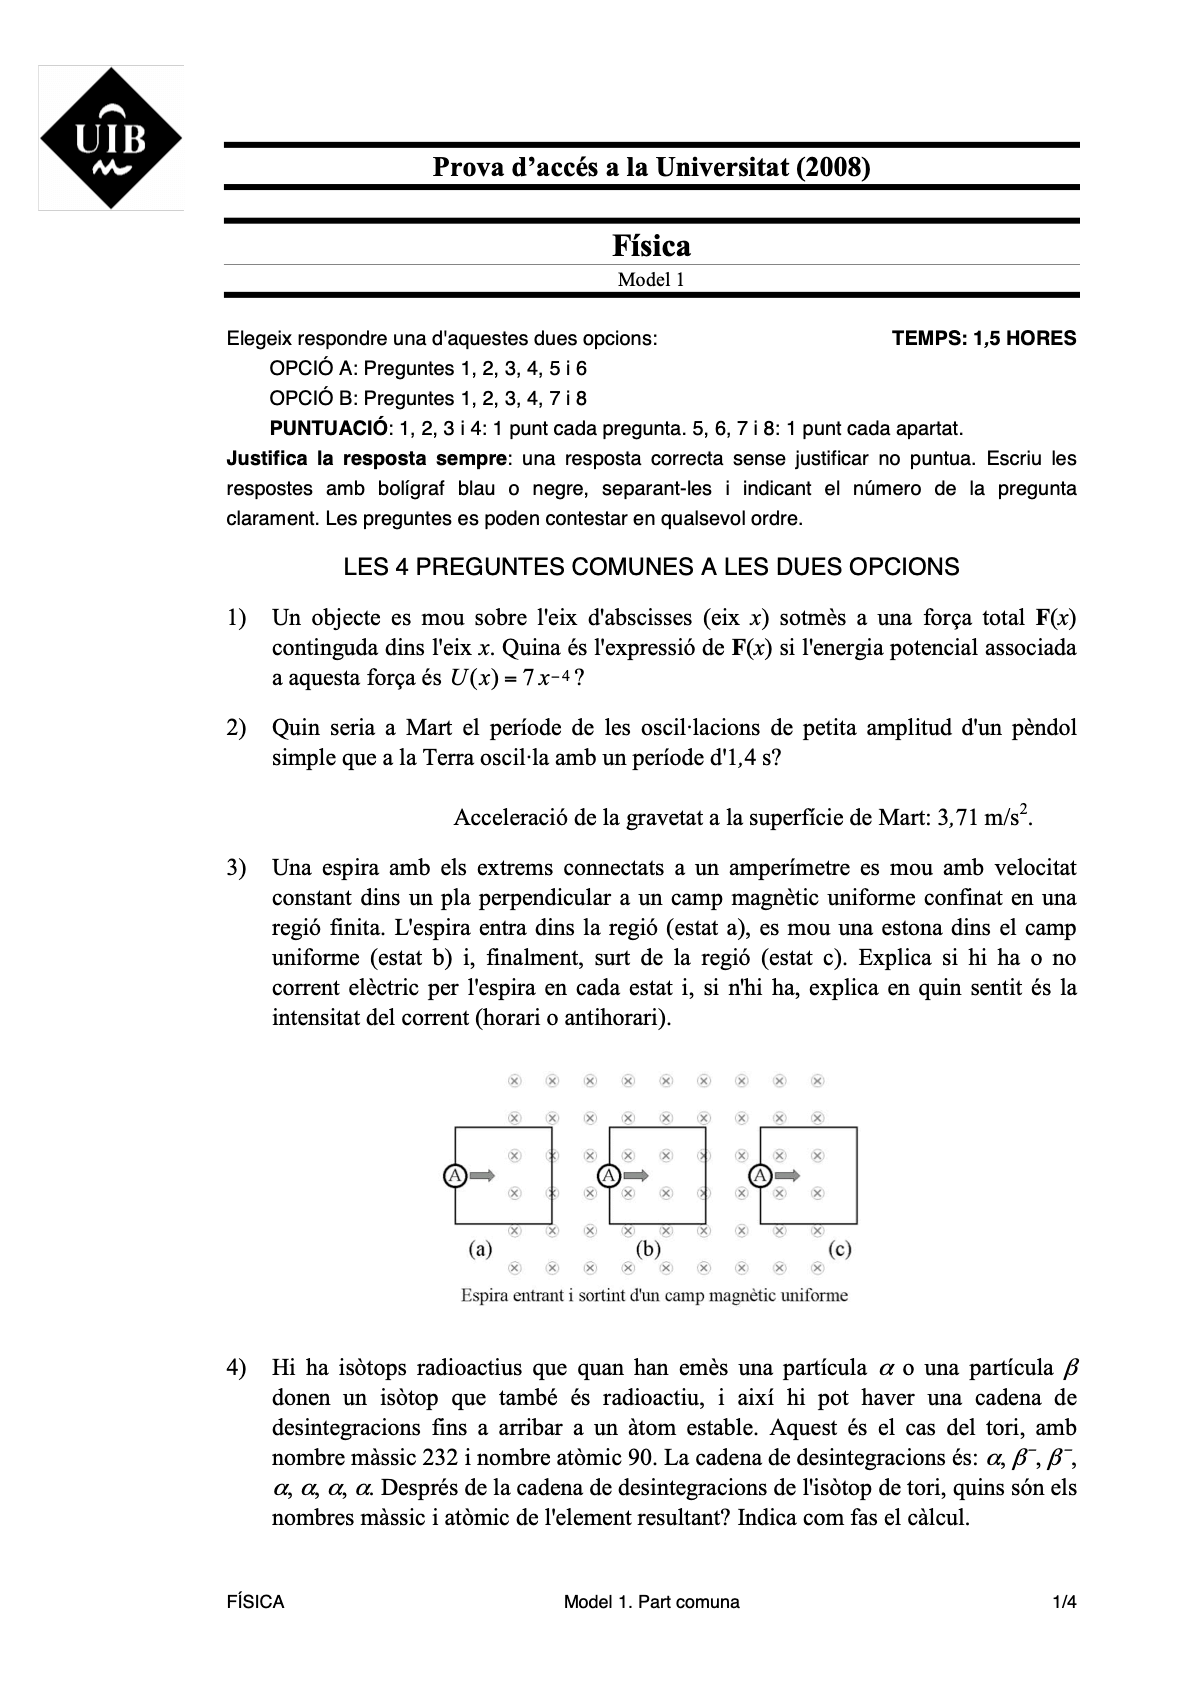 UIB
Prova d’accés a la Universitat (2008)
Física
Model 1
Elegeix respondre una d'aquestes dues opcions: TEMPS: 1,5 HORES
OPCIÓ A: Preguntes 1, 2, 3, 4, 5 i 6
OPCIÓ B: Preguntes 1, 2, 3, 4, 7 i 8
PUNTUACIÓ: 1, 2, 3 i 4: 1 punt cada pregunta. 5, 6, 7 i 8: 1 punt cada apartat.
Justifica la resposta sempre: una resposta correcta sense justificar no puntua. Escriu les
respostes amb bolígraf blau o negre, separant-les i indicant el número de la pregunta
clarament. Les preguntes es poden contestar en qualsevol ordre.
LES 4 PREGUNTES COMUNES A LES DUES OPCIONS
1) Un objecte es mou sobre l'eix d'abscisses (eix x) sotmès a una força total F(x)
continguda dins l'eix x. Quina és l'expressió de F(x) si l'energia potencial associada
a aquesta força és U(x) = 7 x⁻⁴ ?
2) Quin seria a Mart el període de les oscil·lacions de petita amplitud d'un pèndol
simple que a la Terra oscil·la amb un període d'1,4 s?
Acceleració de la gravetat a la superfície de Mart: 3,71 m/s².
3) Una espira amb els extrems connectats a un amperímetre es mou amb velocitat
constant dins un pla perpendicular a un camp magnètic uniforme confinat en una
regió finita. L'espira entra dins la regió (estat a), es mou una estona dins el camp
uniforme (estat b) i, finalment, surt de la regió (estat c). Explica si hi ha o no
corrent elèctric per l'espira en cada estat i, si n'hi ha, explica en quin sentit és la
intensitat del corrent (horari o antihorari).
A A A
(a) (b) (c)
Espira entrant i sortint d'un camp magnètic uniforme
4) Hi ha isòtops radioactius que quan han emès una partícula α o una partícula β
donen un isòtop que també és radioactiu, i així hi pot haver una cadena de
desintegracions fins a arribar a un àtom estable. Aquest és el cas del tori, amb
nombre màssic 232 i nombre atòmic 90. La cadena de desintegracions és: α, β⁻, β⁻,
α, α, α, α. Després de la cadena de desintegracions de l'isòtop de tori, quins són els
nombres màssic i atòmic de l'element resultant? Indica com fas el càlcul.
FÍSICA Model 1. Part comuna 1/4